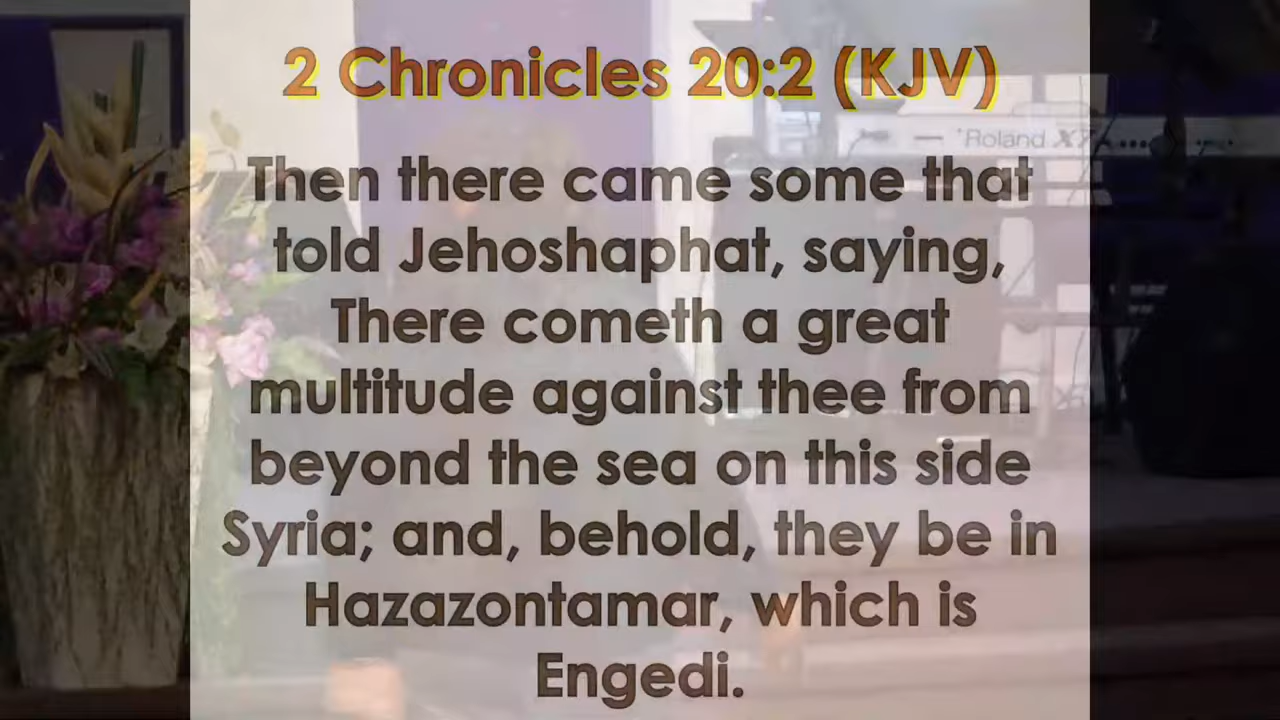 2 Chronicles 20:2 (KJV)
Then there came some that
told Jehoshaphat, saying,
There cometh a great
multitude against thee from
beyond the sea on this side
Syria; and, behold, they be in
Hazazontamar, which is
Engedi.
Roland